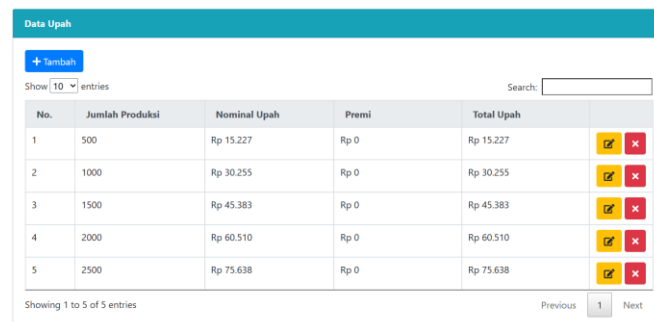 Data Upah
+ Tambah
Show 10 entries
Search:
No. Jumlah Produksi Nominal Upah Premi Total Upah
1 500 Rp 15.227 Rp 0 Rp 15.227
2 1000 Rp 30.255 Rp 0 Rp 30.255
3 1500 Rp 45.383 Rp 0 Rp 45.383
4 2000 Rp 60.510 Rp 0 Rp 60.510
5 2500 Rp 75.638 Rp 0 Rp 75.638
Showing 1 to 5 of 5 entries
Previous 1 Next